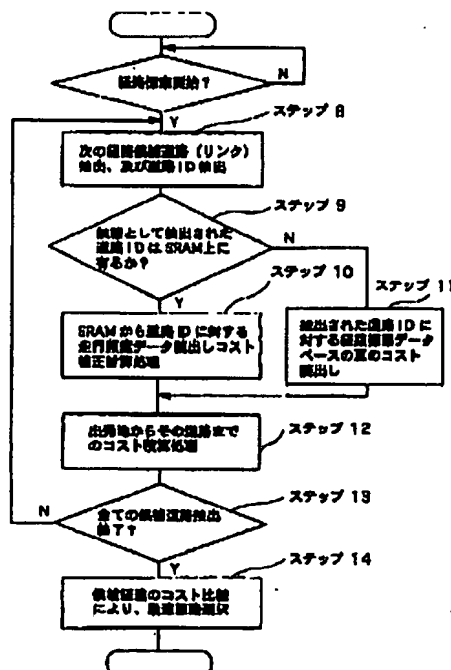 経路探索開始?
N
Y
ステップ 8
次の経路候補道路(リンク)
抽出、及び道路ID抽出
ステップ 9
候補として抽出された
道路IDはSRAM上に
有るか?
N
Y
ステップ 10
SRAMから道路IDに対する
走行頻度データ読出しコスト
補正計算処理
ステップ 11
抽出された道路IDに
対する経路探索データ
ベースの
のコスト
読出し
ステップ 12
出発地からその道路まで
のコスト積算処理
ステップ 13
全ての候補道路抽出
終了?
N
Y
ステップ 14
候補経路のコスト比較
により、最適経路選択